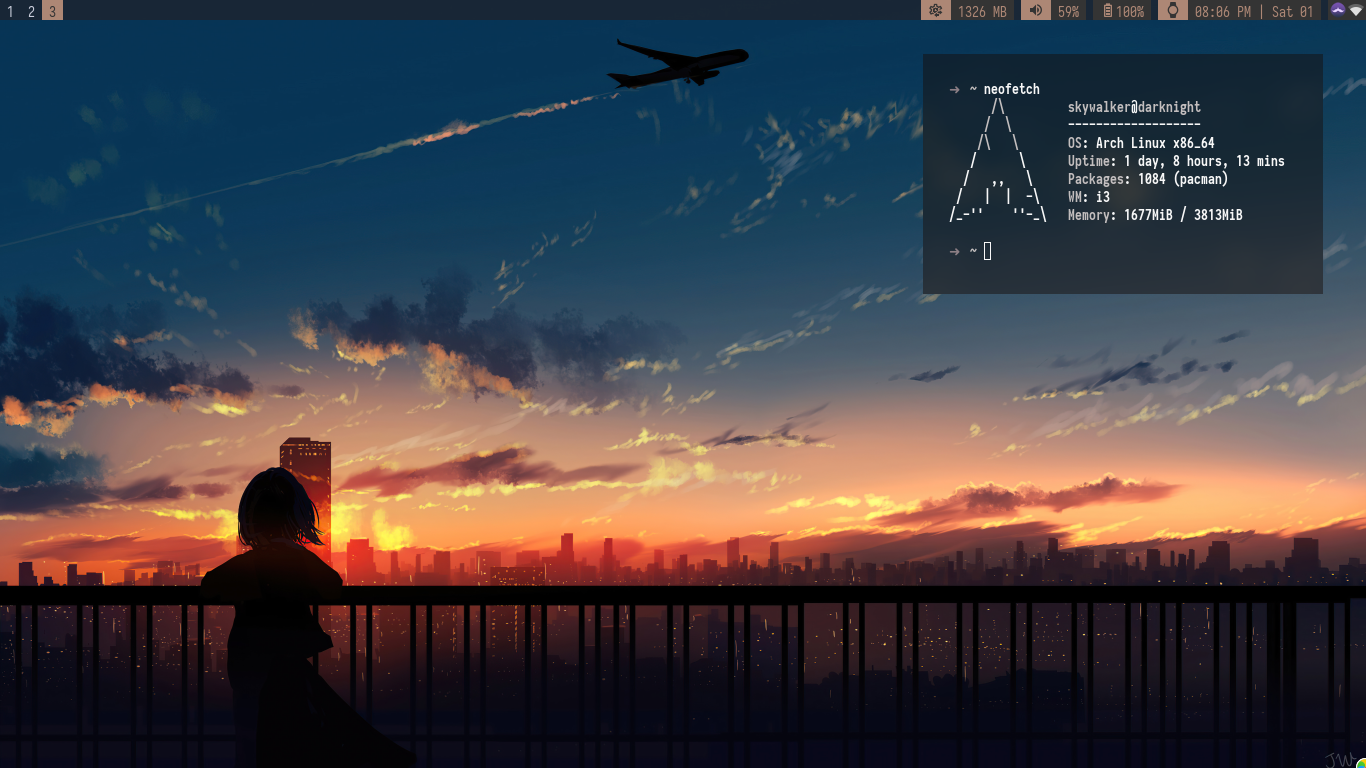 1 2 3
1326 MB 59% 100% 08:06 PM | Sat 01
→ ~ neofetch
skywalker@darknight
-------------------
OS: Arch Linux x86_64
Uptime: 1 day, 8 hours, 13 mins
Packages: 1084 (pacman)
WM: i3
Memory: 1677MiB / 3813MiB
→ ~
JW